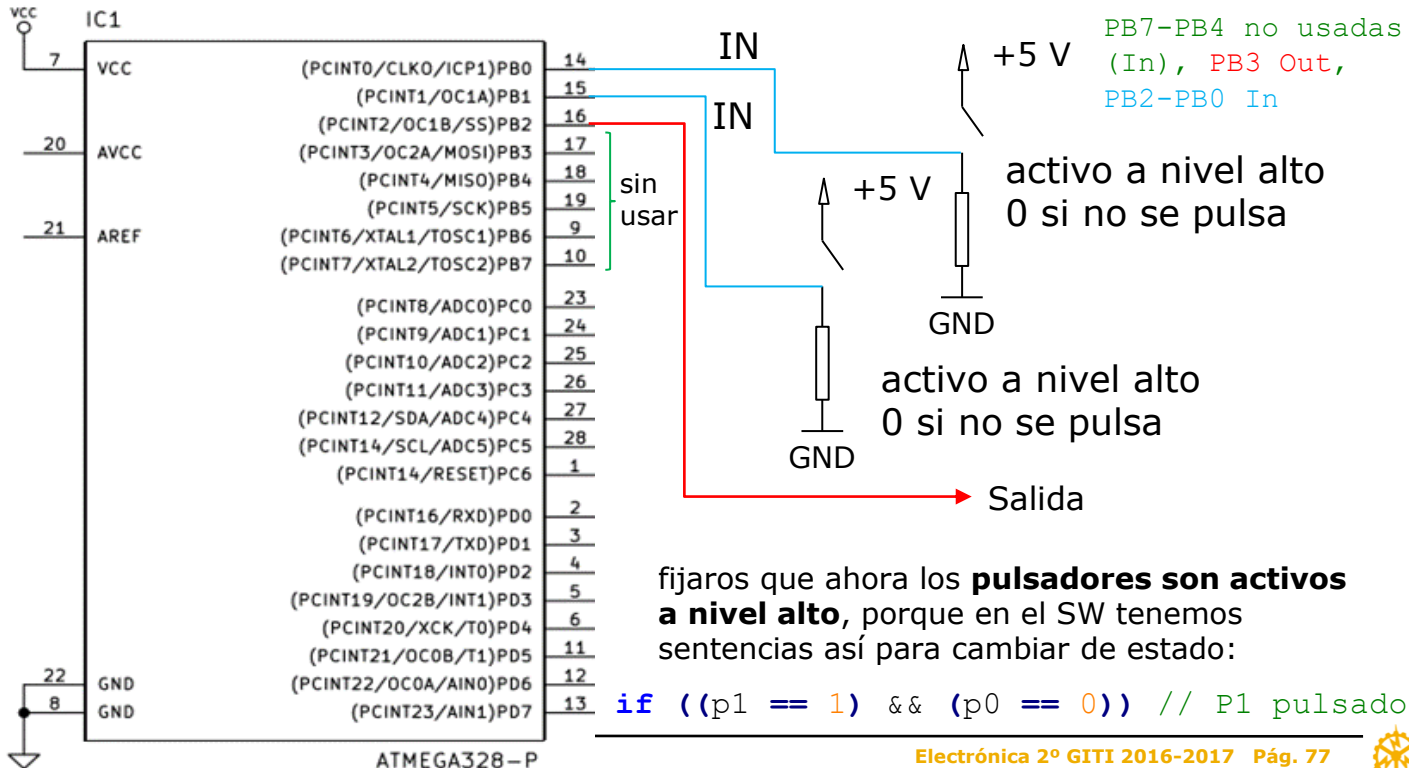 VCC
IC1
7 VCC
20 AVCC
21 AREF
22 GND
8 GND
(PCINT0/CLKO/ICP1)PB0 14
(PCINT1/OC1A)PB1 15
(PCINT2/OC1B/SS)PB2 16
(PCINT3/OC2A/MOSI)PB3 17
(PCINT4/MISO)PB4 18
(PCINT5/SCK)PB5 19
(PCINT6/XTAL1/TOSC1)PB6 9
(PCINT7/XTAL2/TOSC2)PB7 10
(PCINT8/ADC0)PC0 23
(PCINT9/ADC1)PC1 24
(PCINT10/ADC2)PC2 25
(PCINT11/ADC3)PC3 26
(PCINT12/SDA/ADC4)PC4 27
(PCINT14/SCL/ADC5)PC5 28
(PCINT14/RESET)PC6 1
(PCINT16/RXD)PD0 2
(PCINT17/TXD)PD1 3
(PCINT18/INT0)PD2 4
(PCINT19/OC2B/INT1)PD3 5
(PCINT20/XCK/T0)PD4 6
(PCINT21/OC0B/T1)PD5 11
(PCINT22/OC0A/AIN0)PD6 12
(PCINT23/AIN1)PD7 13
ATMEGA328-P
sin
usar
IN
IN
+5 V
PB7-PB4 no usadas
(In), PB3 Out,
PB2-PB0 In
activo a nivel alto
0 si no se pulsa
GND
+5 V
activo a nivel alto
0 si no se pulsa
GND
Salida
fijaros que ahora los pulsadores son activos
a nivel alto, porque en el SW tenemos
sentencias así para cambiar de estado:
if ((p1 == 1) && (p0 == 0)) // P1 pulsado
Electrónica 2º GITI 2016-2017 Pág. 77